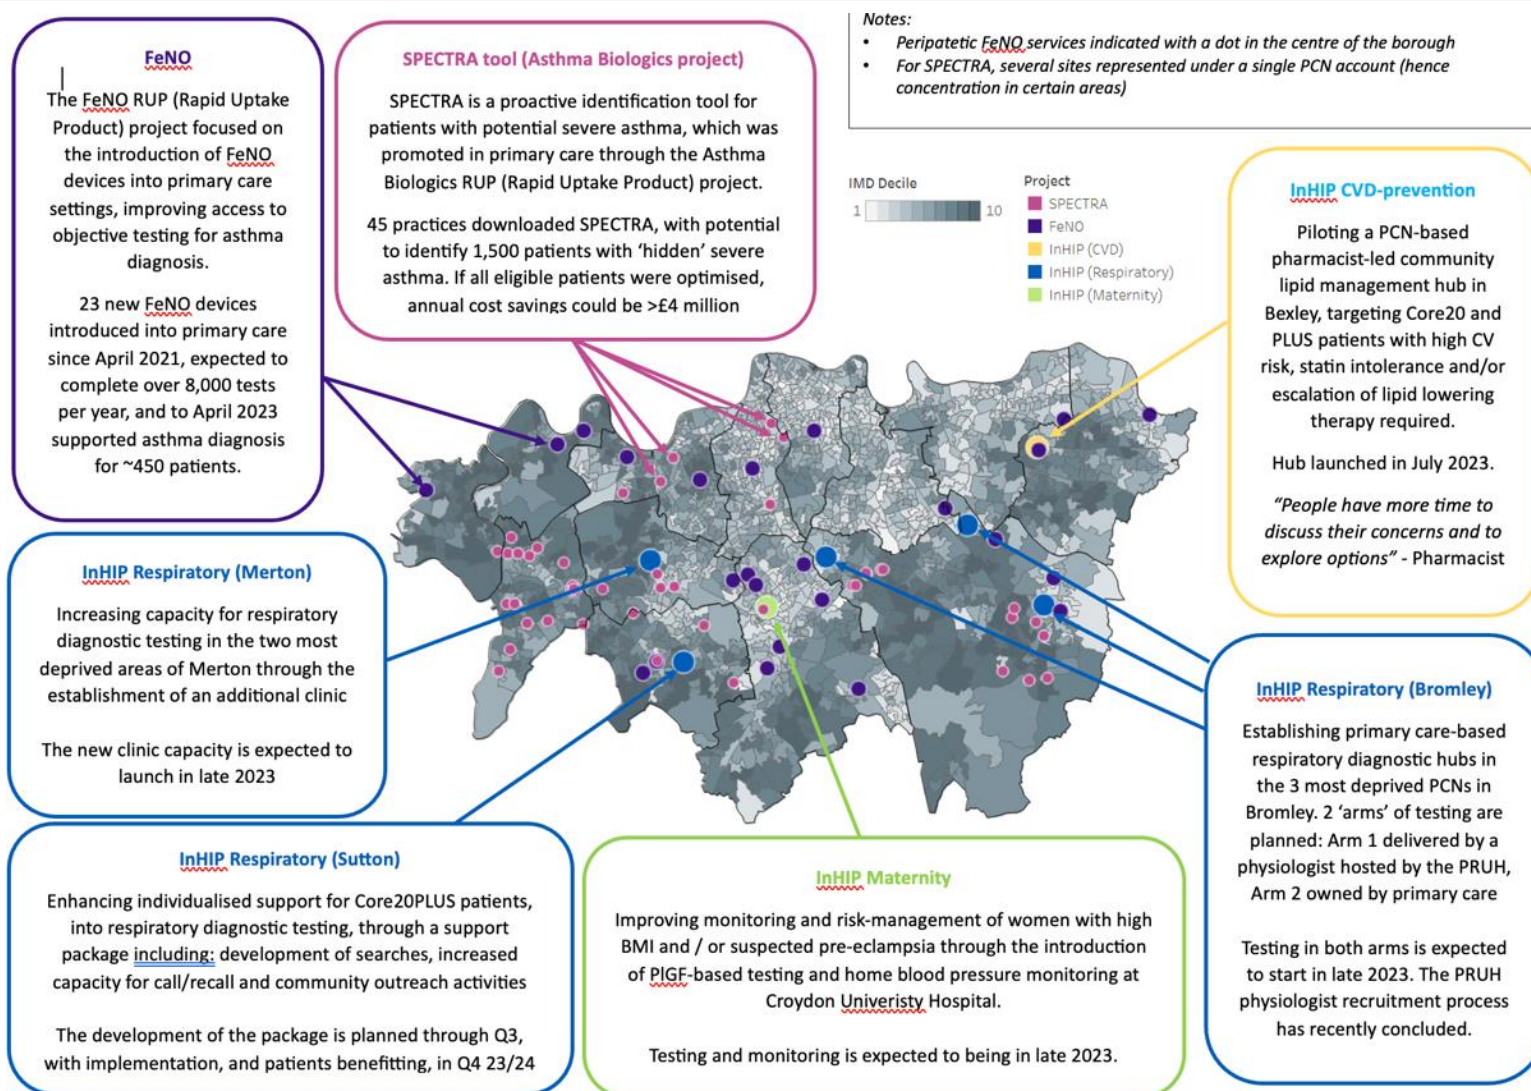 FeNO
The FeNO RUP (Rapid Uptake
Product) project focused on
the introduction of FeNO
devices into primary care
settings, improving access to
objective testing for asthma
diagnosis.
23 new FeNO devices
introduced into primary care
since April 2021, expected to
complete over 8,000 tests
per year, and to April 2023
supported asthma diagnosis
for ~450 patients.
SPECTRA tool (Asthma Biologics project)
SPECTRA is a proactive identification tool for
patients with potential severe asthma, which was
promoted in primary care through the Asthma
Biologics RUP (Rapid Uptake Product) project.
45 practices downloaded SPECTRA, with potential
to identify 1,500 patients with ‘hidden’ severe
asthma. If all eligible patients were optimised,
annual cost savings could be >£4 million
Notes:
• Peripatetic FeNO services indicated with a dot in the centre of the borough
• For SPECTRA, several sites represented under a single PCN account (hence
concentration in certain areas)
IMD Decile
1 10
Project
SPECTRA
FeNO
InHIP (CVD)
InHIP (Respiratory)
InHIP (Maternity)
InHIP CVD-prevention
Piloting a PCN-based
pharmacist-led community
lipid management hub in
Bexley, targeting Core20 and
PLUS patients with high CV
risk, statin intolerance and/or
escalation of lipid lowering
therapy required.
Hub launched in July 2023.
“People have more time to
discuss their concerns and to
explore options” - Pharmacist
InHIP Respiratory (Merton)
Increasing capacity for respiratory
diagnostic testing in the two most
deprived areas of Merton through the
establishment of an additional clinic
The new clinic capacity is expected to
launch in late 2023
InHIP Respiratory (Sutton)
Enhancing individualised support for Core20PLUS patients,
into respiratory diagnostic testing, through a support
package including: development of searches, increased
capacity for call/recall and community outreach activities
The development of the package is planned through Q3,
with implementation, and patients benefitting, in Q4 23/24
InHIP Maternity
Improving monitoring and risk-management of women with high
BMI and / or suspected pre-eclampsia through the introduction
of PlGF-based testing and home blood pressure monitoring at
Croydon Univeristy Hospital.
Testing and monitoring is expected to being in late 2023.
InHIP Respiratory (Bromley)
Establishing primary care-based
respiratory diagnostic hubs in
the 3 most deprived PCNs in
Bromley. 2 ‘arms’ of testing are
planned: Arm 1 delivered by a
physiologist hosted by the PRUH,
Arm 2 owned by primary care
Testing in both arms is expected
to start in late 2023. The PRUH
physiologist recruitment process
has recently concluded.